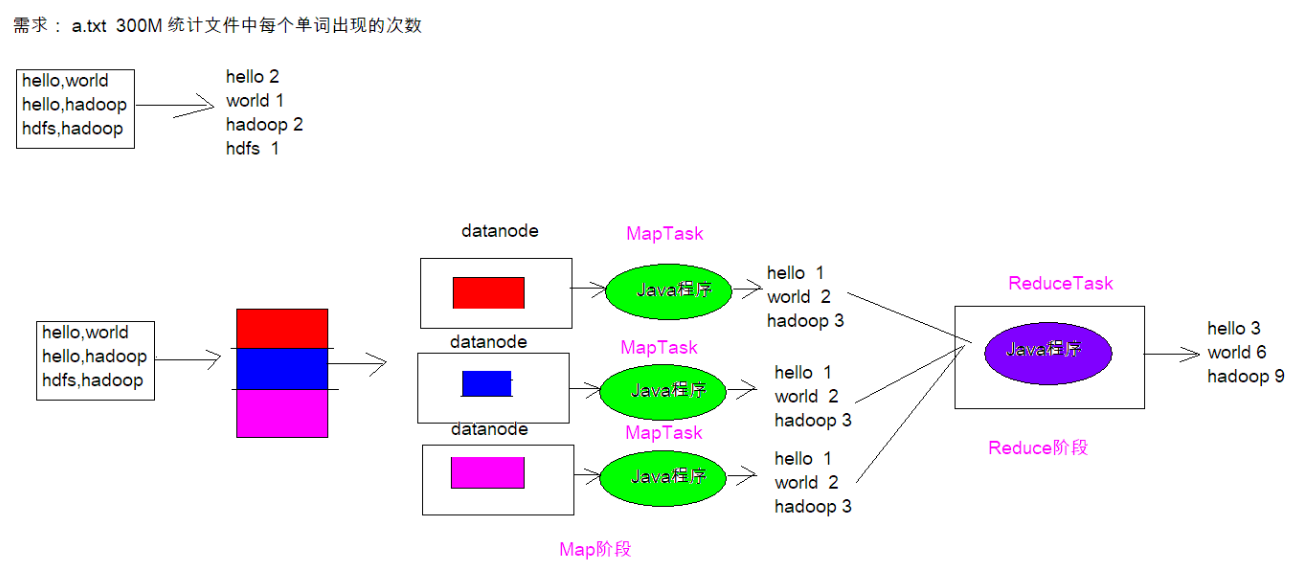 需求： a.txt 300M 统计文件中每个单词出现的次数
hello,world
hello,hadoop
hdfs,hadoop
hello 2
world 1
hadoop 2
hdfs 1
hello,world
hello,hadoop
hdfs,hadoop
datanode
MapTask
Java程序
hello 1
world 2
hadoop 3
datanode
MapTask
Java程序
hello 1
world 2
hadoop 3
datanode
MapTask
Java程序
hello 1
world 2
hadoop 3
Map阶段
ReduceTask
Java程序
Reduce阶段
hello 3
world 6
hadoop 9